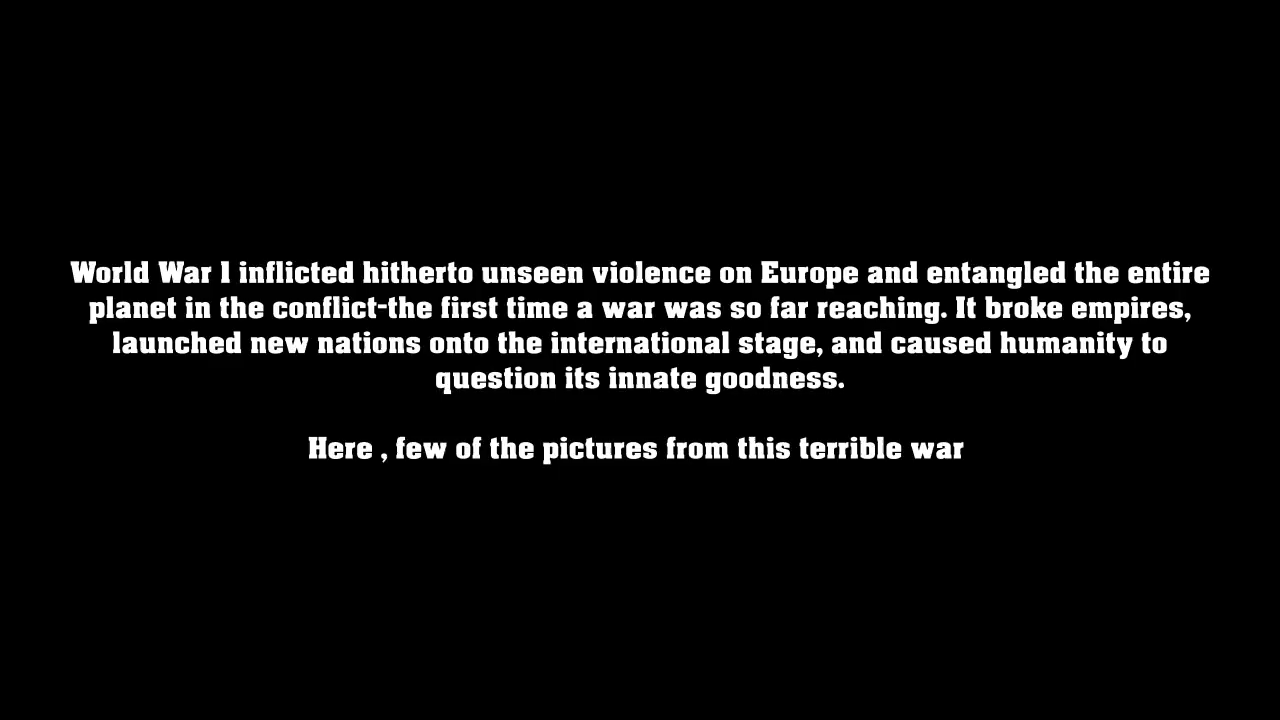 World War I inflicted hitherto unseen violence on Europe and entangled the entire
planet in the conflict-the first time a war was so far reaching. It broke empires,
launched new nations onto the international stage, and caused humanity to
question its innate goodness.
Here , few of the pictures from this terrible war